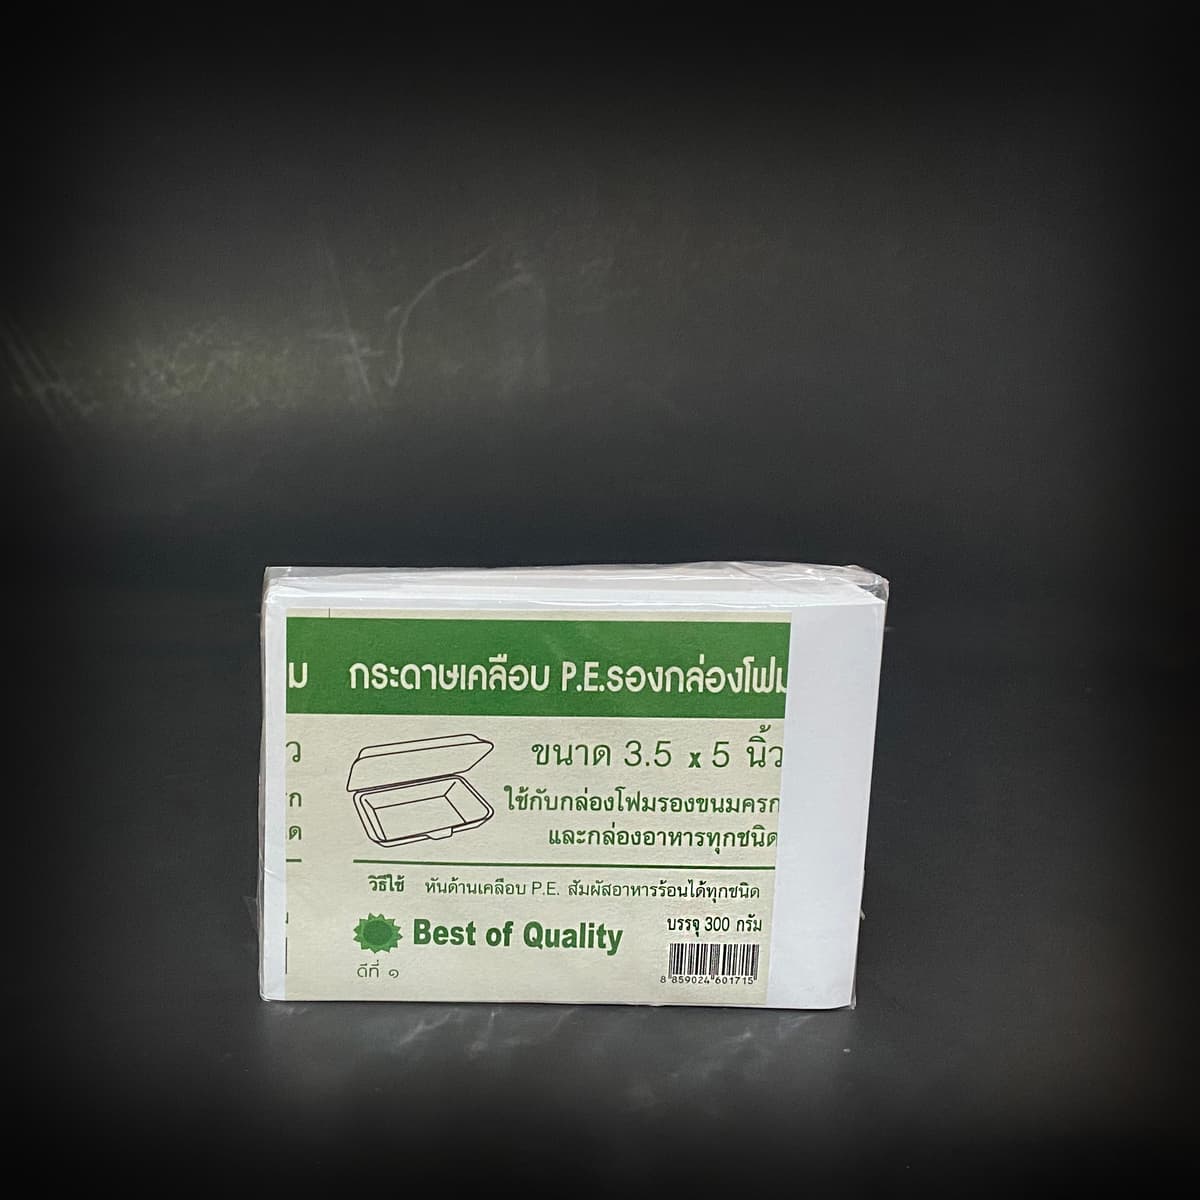 ม กระดาษเคลือบ P.E.รองกล่องโฟม
ว ขนาด 3.5 x 5 นิ้ว
ก ใช้กับกล่องโฟมรองขนมครก
ด และกล่องอาหารทุกชนิด
วิธีใช้ หันด้านเคลือบ P.E. สัมผัสอาหารร้อนได้ทุกชนิด
Best of Quality
บรรจุ 300 กรัม
ดีที่ ๑
8 859024 601715